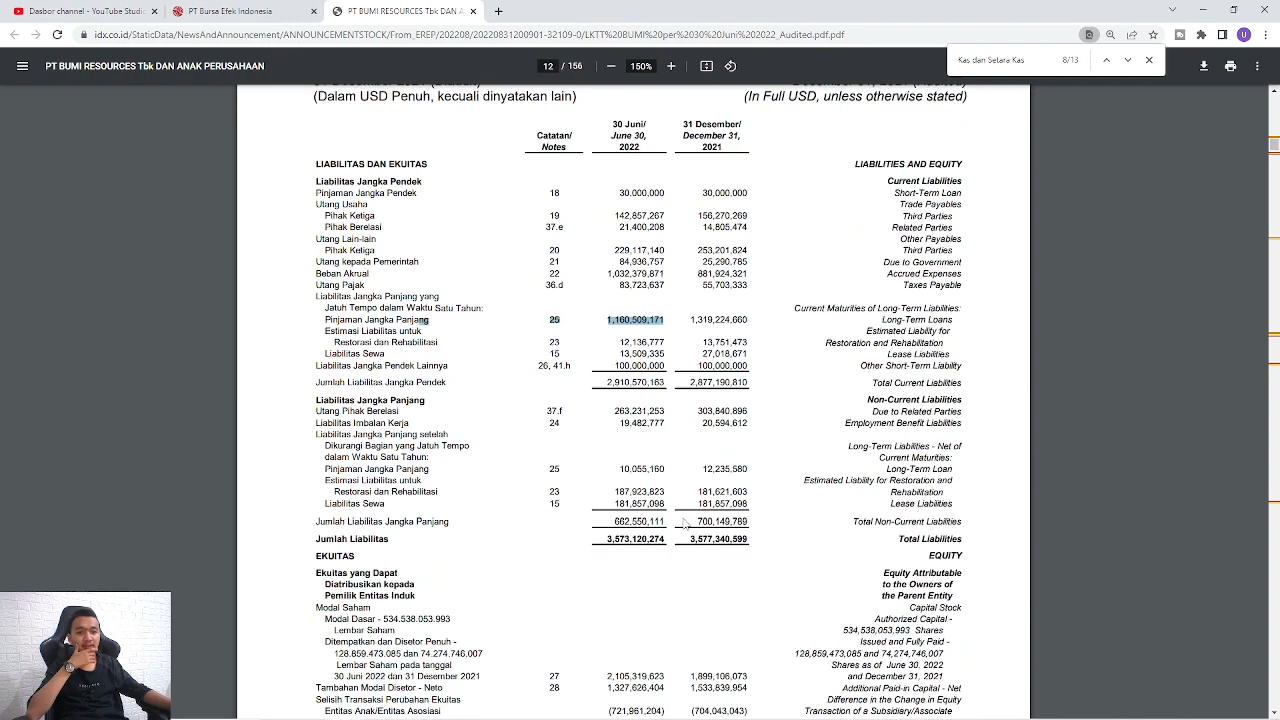 Dasbor channel - YouTube Studio
PT Bursa Efek Indonesia
PT BUMI RESOURCES Tbk DAN A
idx.co.id/StaticData/NewsAndAnnouncement/ANNOUNCEMENTSTOCK/From_EREP/202208/20220831200901-32109-0/LKTT%20BUMI%20per%2030%20Juni%202022_Audited.pdf.pdf
U
PT BUMI RESOURCES Tbk DAN ANAK PERUSAHAAN
12 / 156
150%
Kas dan Setara Kas 8/13
(Dalam USD Penuh, kecuali dinyatakan lain) (In Full USD, unless otherwise stated)
30 Juni/ 31 Desember/
Catatan/ June 30, December 31,
Notes 2022 2021
LIABILITAS DAN EKUITAS LIABILITIES AND EQUITY
Liabilitas Jangka Pendek Current Liabilities
Pinjaman Jangka Pendek 18 30,000,000 30,000,000 Short-Term Loan
Utang Usaha Trade Payables
Pihak Ketiga 19 142,857,267 156,270,269 Third Parties
Pihak Berelasi 37.e 21,400,208 14,805,474 Related Parties
Utang Lain-lain Other Payables
Pihak Ketiga 20 229,117,140 253,201,824 Third Parties
Utang kepada Pemerintah 21 84,936,757 25,290,785 Due to Government
Beban Akrual 22 1,032,379,871 881,924,321 Accrued Expenses
Utang Pajak 36.d 83,723,637 55,703,333 Taxes Payable
Liabilitas Jangka Panjang yang
Jatuh Tempo dalam Waktu Satu Tahun: Current Maturities of Long-Term Liabilities:
Pinjaman Jangka Panjang 25 1,160,509,171 1,319,224,660 Long-Term Loans
Estimasi Liabilitas untuk Estimated Liability for
Restorasi dan Rehabilitasi 23 12,136,777 13,751,473 Restoration and Rehabilitation
Liabilitas Sewa 15 13,509,335 27,018,671 Lease Liabilities
Liabilitas Jangka Pendek Lainnya 26, 41.h 100,000,000 100,000,000 Other Short-Term Liability
Jumlah Liabilitas Jangka Pendek 2,910,570,163 2,877,190,810 Total Current Liabilities
Liabilitas Jangka Panjang Non-Current Liabilities
Utang Pihak Berelasi 37.f 263,231,253 303,840,896 Due to Related Parties
Liabilitas Imbalan Kerja 24 19,482,777 20,594,612 Employment Benefit Liabilities
Liabilitas Jangka Panjang setelah
Dikurangi Bagian yang Jatuh Tempo Long-Term Liabilities - Net of
dalam Waktu Satu Tahun: Current Maturities:
Pinjaman Jangka Panjang 25 10,055,160 12,235,580 Long-Term Loan
Estimasi Liabilitas untuk Estimated Liability for Restoration and
Restorasi dan Rehabilitasi 23 187,923,823 181,621,603 Rehabilitation
Liabilitas Sewa 15 181,857,098 181,857,098 Lease Liabilities
Jumlah Liabilitas Jangka Panjang 662,550,111 700,149,789 Total Non-Current Liabilities
Jumlah Liabilitas 3,573,120,274 3,577,340,599 Total Liabilities
EKUITAS EQUITY
Ekuitas yang Dapat Equity Attributable
Diatribusikan kepada to the Owners of
Pemilik Entitas Induk the Parent Entity
Modal Saham Capital Stock
Modal Dasar - 534.538.053.993 Authorized Capital -
Lembar Saham 534,538,053,993 Shares
Ditempatkan dan Disetor Penuh - Issued and Fully Paid -
128.859.473.085 dan 74.274.746.007 128,859,473,085 and 74,274,746,007
Lembar Saham pada tanggal Shares as of June 30, 2022
30 Juni 2022 dan 31 Desember 2021 27 2,105,319,623 1,899,106,073 and December 31, 2021
Tambahan Modal Disetor - Neto 28 1,327,626,404 1,533,839,954 Additional Paid-in Capital - Net
Selisih Transaksi Perubahan Ekuitas Difference in the Change in Equity
Entitas Anak/Entitas Asosiasi (721,961,204) (704,043,043) Transaction of a Subsidiary/Associate